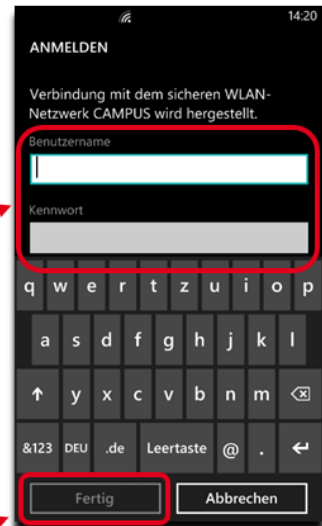 14:20
ANMELDEN
Verbindung mit dem sicheren WLAN-
Netzwerk CAMPUS wird hergestellt.
Benutzername
Kennwort
q w e r t z u i o p
a s d f g h j k l
y x c v b n m
&123 DEU .de Leertaste @ .
Fertig Abbrechen